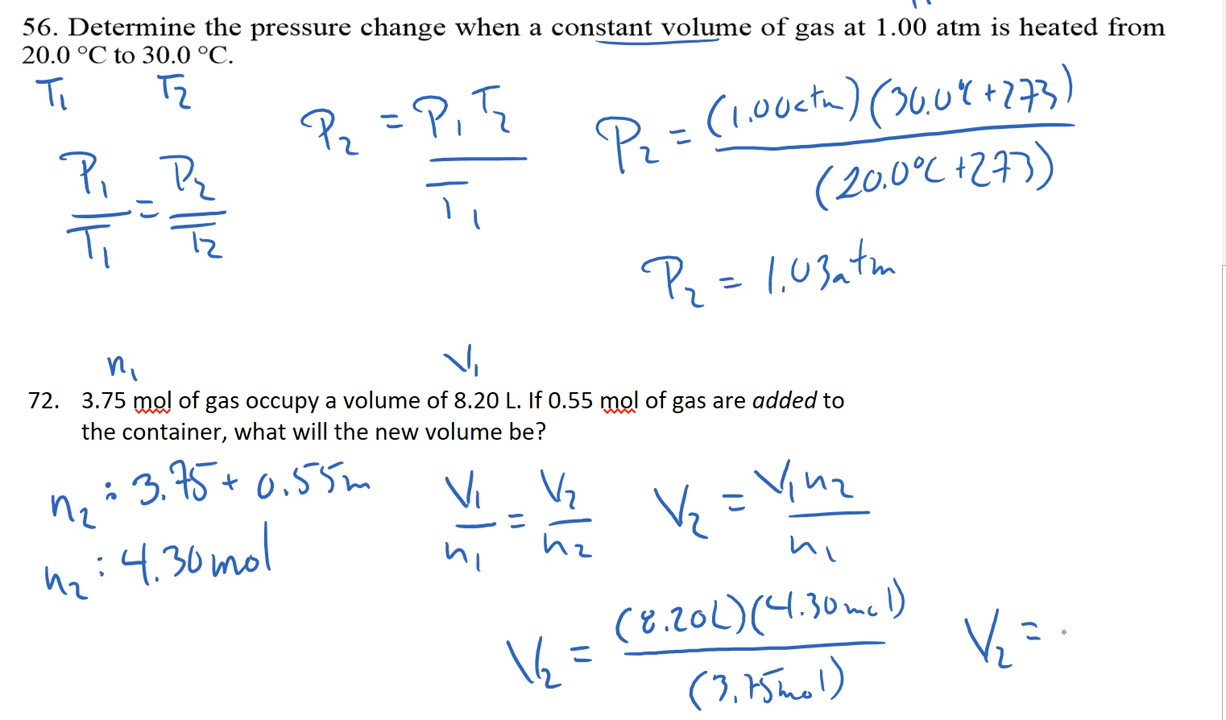 56. Determine the pressure change when a constant volume of gas at 1.00 atm is heated from
20.0 °C to 30.0 °C.
T₁ T₂
P₁/T₁ = P₂/T₂
P₂ = P₁T₂/T₁
P₂ = (1.00atm)(30.0°C+273)/(20.0°C+273)
P₂ = 1.03atm
n₁ V₁
72. 3.75 mol of gas occupy a volume of 8.20 L. If 0.55 mol of gas are added to
the container, what will the new volume be?
n₂ : 3.75 + 0.55m
n₂ : 4.30mol
V₁/n₁ = V₂/n₂
V₂ = V₁n₂/n₁
V₂ = (8.20L)(4.30mol)/(3.75mol)
V₂ =